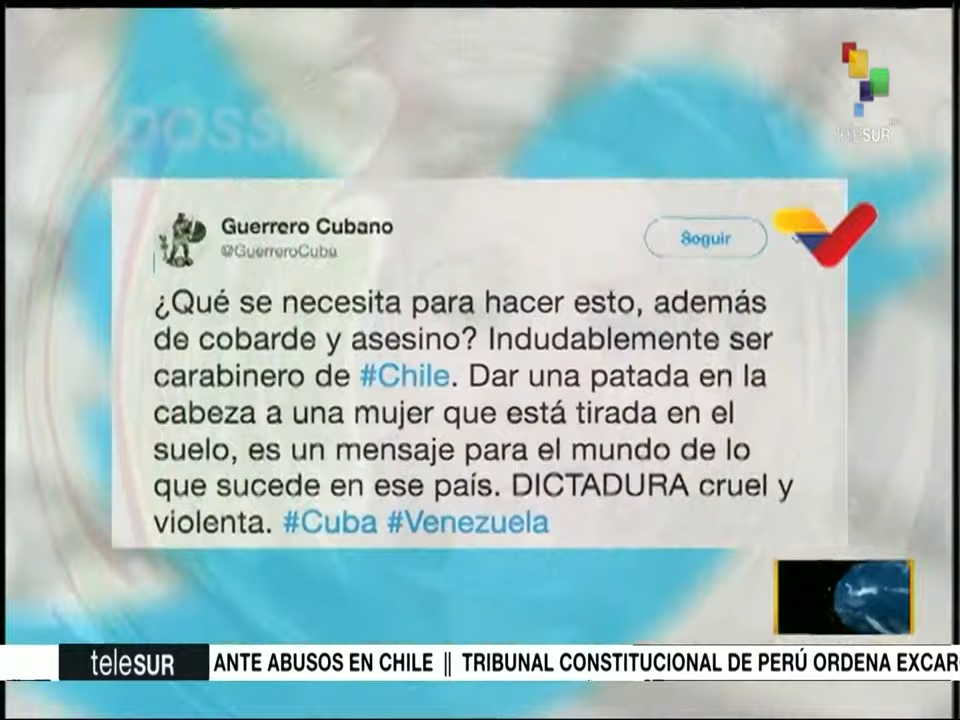 DOSSI
teleSUR
Guerrero Cubano
@GuerreroCuba
Seguir
¿Qué se necesita para hacer esto, además
de cobarde y asesino? Indudablemente ser
carabinero de #Chile. Dar una patada en la
cabeza a una mujer que está tirada en el
suelo, es un mensaje para el mundo de lo
que sucede en ese país. DICTADURA cruel y
violenta. #Cuba #Venezuela
teleSUR ANTE ABUSOS EN CHILE || TRIBUNAL CONSTITUCIONAL DE PERÚ ORDENA EXCAR